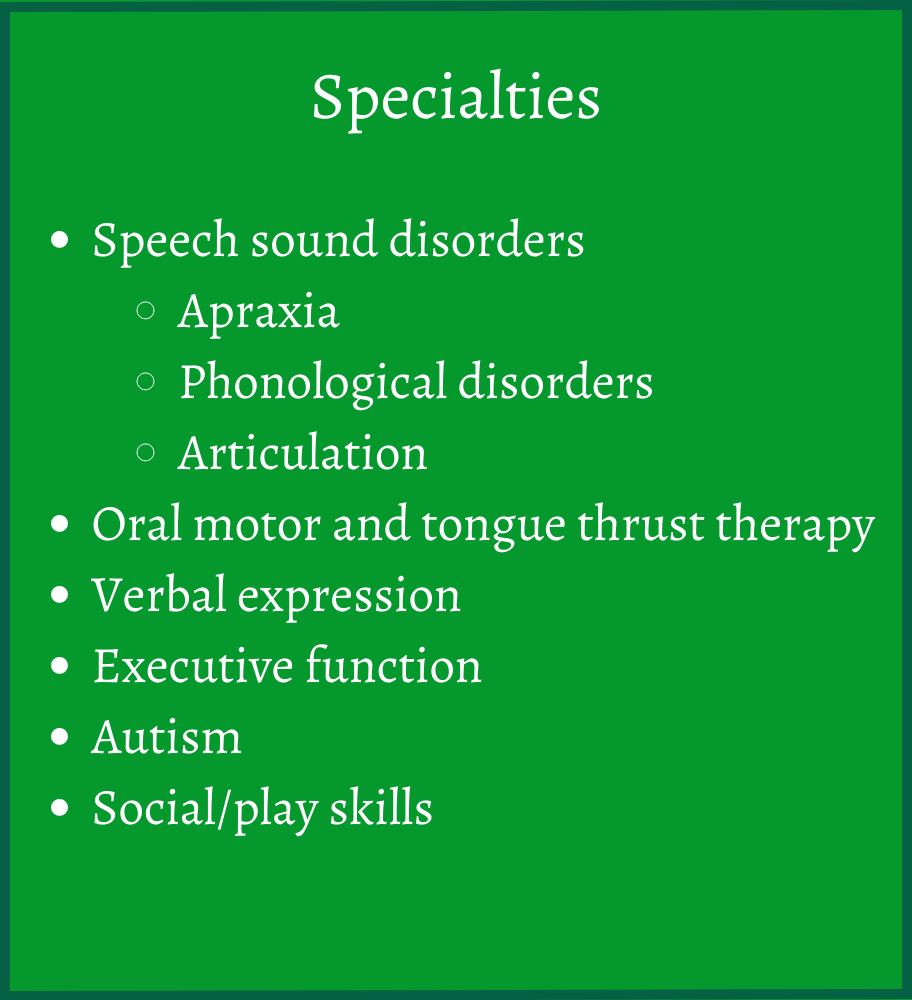 Specialties
• Speech sound disorders
◦ Apraxia
◦ Phonological disorders
◦ Articulation
• Oral motor and tongue thrust therapy
• Verbal expression
• Executive function
• Autism
• Social/play skills